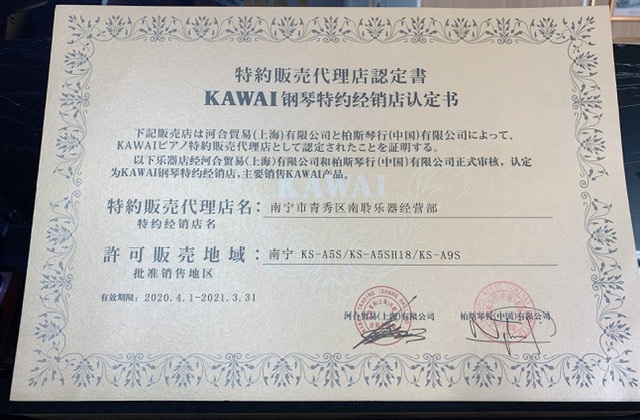 特約販売代理店認定書
KAWAI 钢琴特约经销店认定书
下記販売店は河合貿易(上海)有限公司と柏斯琴行(中国)有限公司によって、
KAWAIピアノ特約販売代理店として認定されたことを証明する。
以下乐器店经河合贸易(上海)有限公司和柏斯琴行(中国)有限公司正式审核，认定
为KAWAI钢琴特约经销店,主要销售KAWAI产品。
KAWAI
特約販売代理店名：南宁市青秀区南聆乐器经营部
特约经销店名
許可販売地域：南宁 KS-A5S/KS-A5SH18/KS-A9S
批准销售地区
有效期限：2020.4.1-2021.3.31
河合贸易(上海)有限公司 柏斯琴行(中国)有限公司